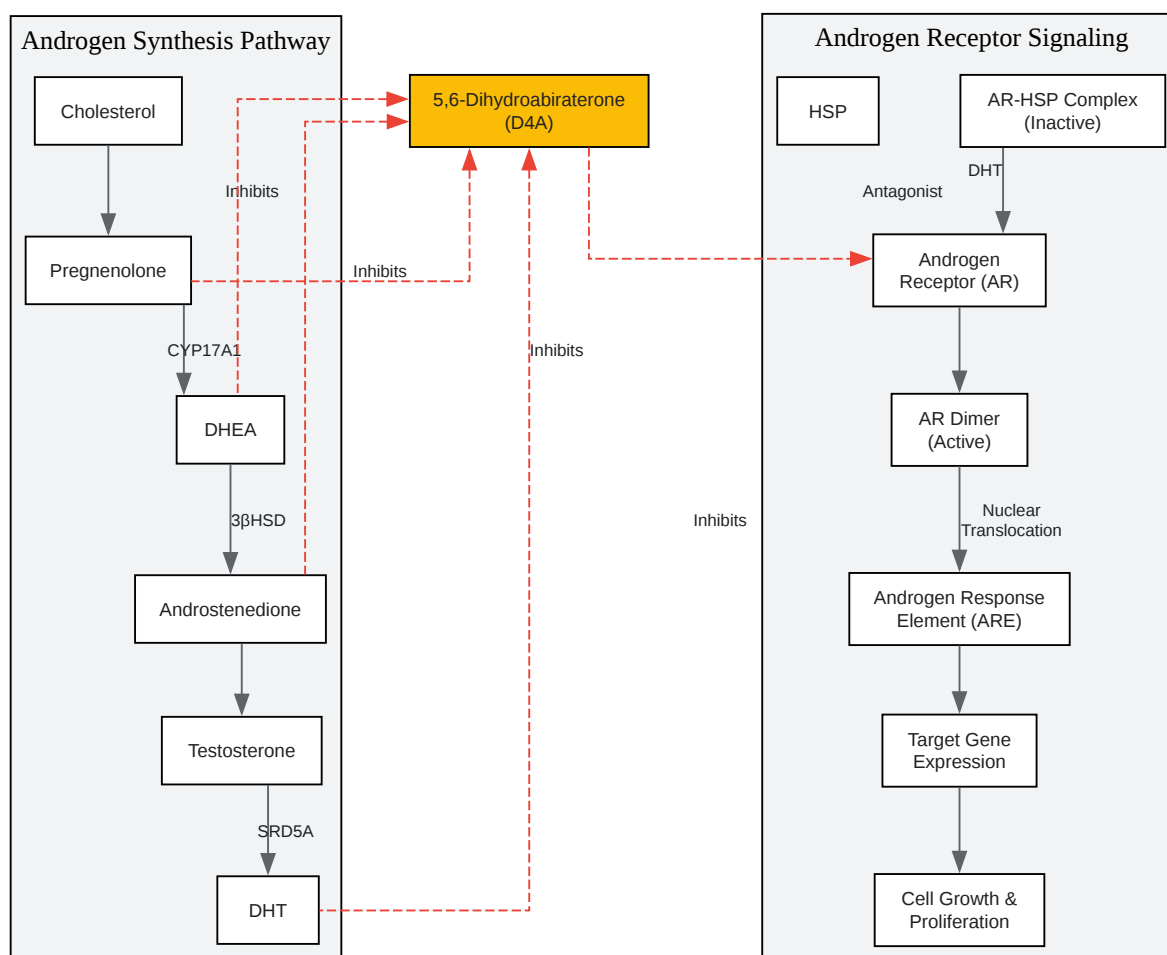 Androgen Synthesis Pathway
Cholesterol
Inhibits
Pregnenolone
Inhibits
CYP17A1
DHEA
3βHSD
Androstenedione
Testosterone
SRD5A
DHT
5,6-Dihydroabiraterone
(D4A)
Inhibits
Inhibits
Androgen Receptor Signaling
HSP
AR-HSP Complex
(Inactive)
DHT
Antagonist
Androgen
Receptor (AR)
AR Dimer
(Active)
Nuclear
Translocation
Androgen Response
Element (ARE)
Target Gene
Expression
Cell Growth &
Proliferation